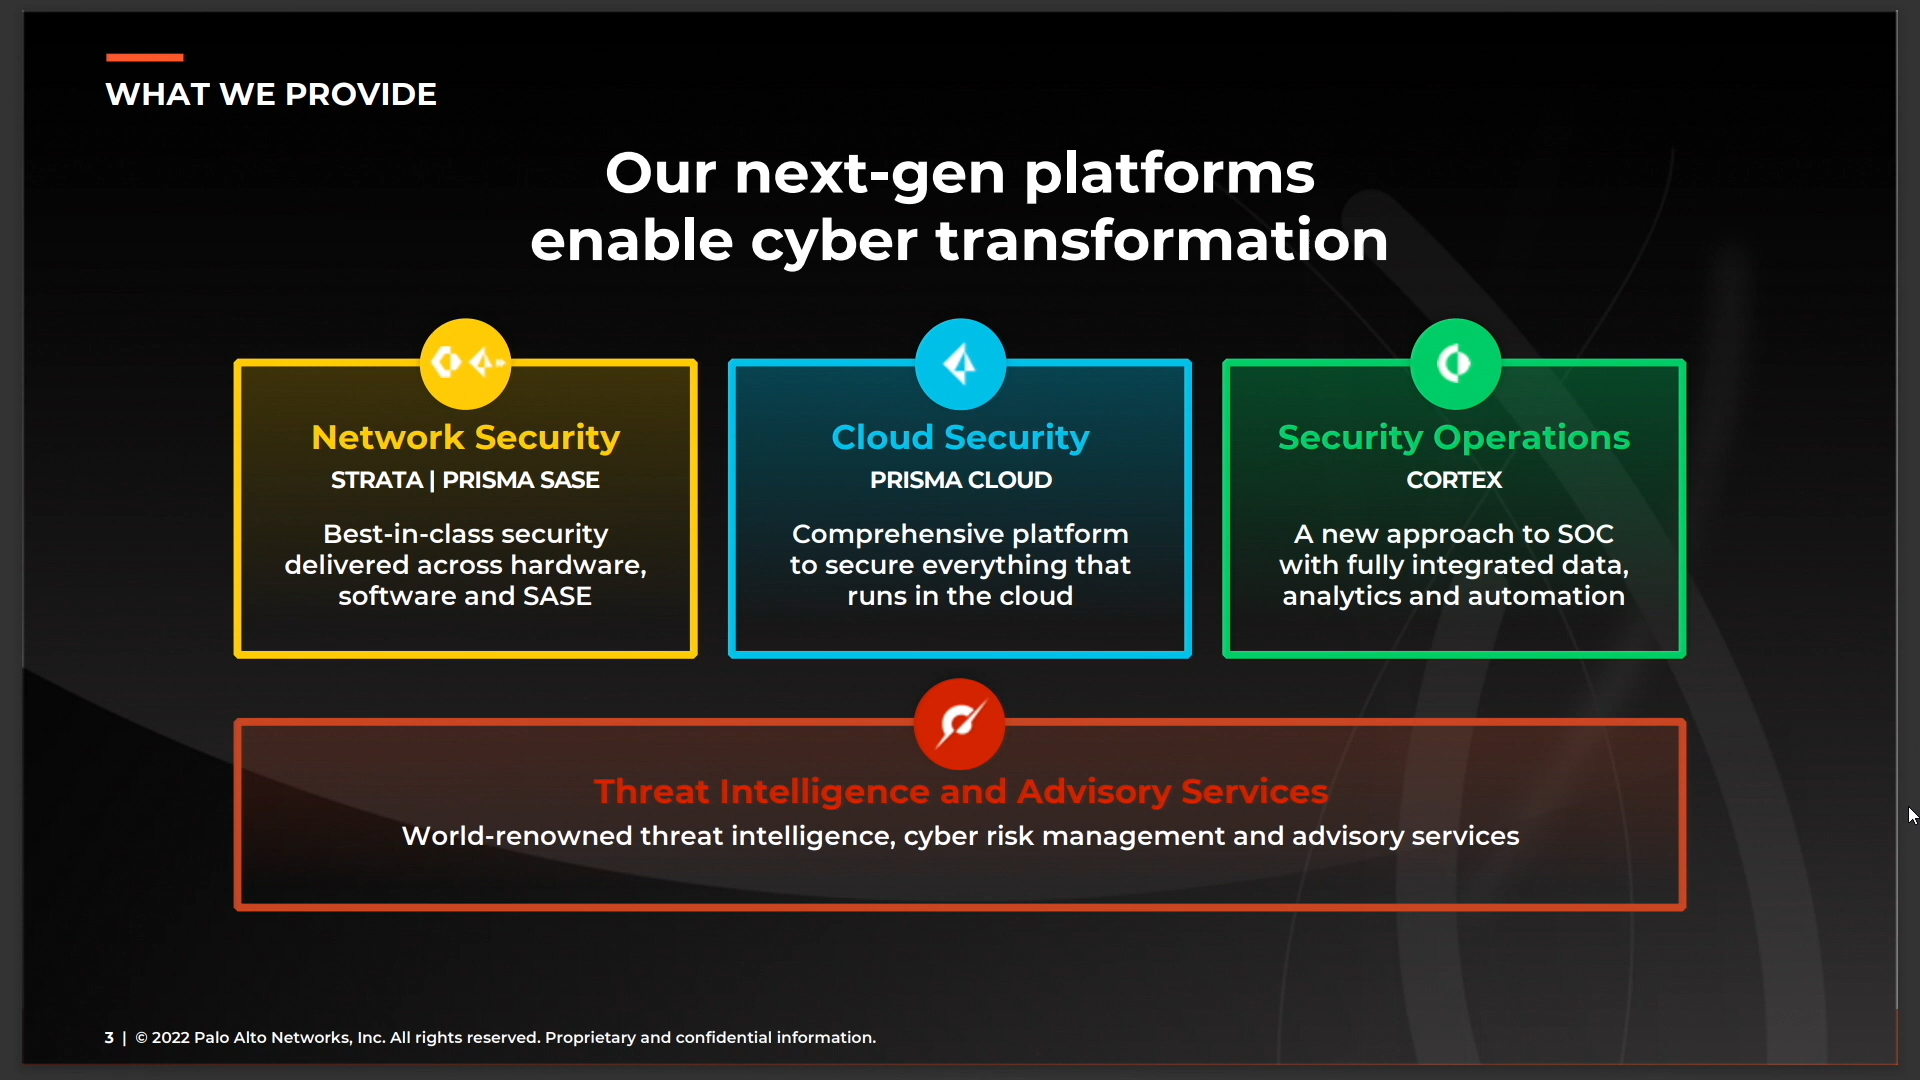 WHAT WE PROVIDE
Our next-gen platforms
enable cyber transformation
Network Security
STRATA | PRISMA SASE
Best-in-class security
delivered across hardware,
software and SASE
Cloud Security
PRISMA CLOUD
Comprehensive platform
to secure everything that
runs in the cloud
Security Operations
CORTEX
A new approach to SOC
with fully integrated data,
analytics and automation
Threat Intelligence and Advisory Services
World-renowned threat intelligence, cyber risk management and advisory services
3 | © 2022 Palo Alto Networks, Inc. All rights reserved. Proprietary and confidential information.